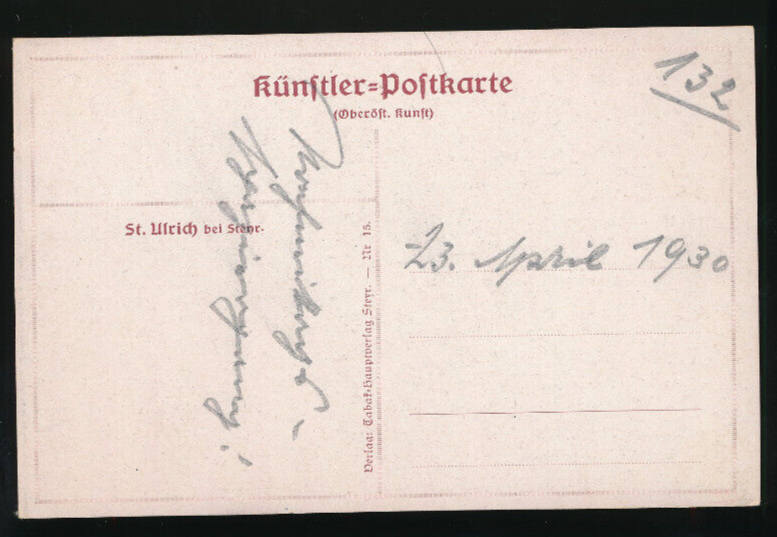 Künstler=Postkarte
(Oberöst. Kunst)
132
St. Ulrich bei Steyr.
Verlag: Tabak=Hauptverlag Steyr. — Nr 15.
23. April 1930